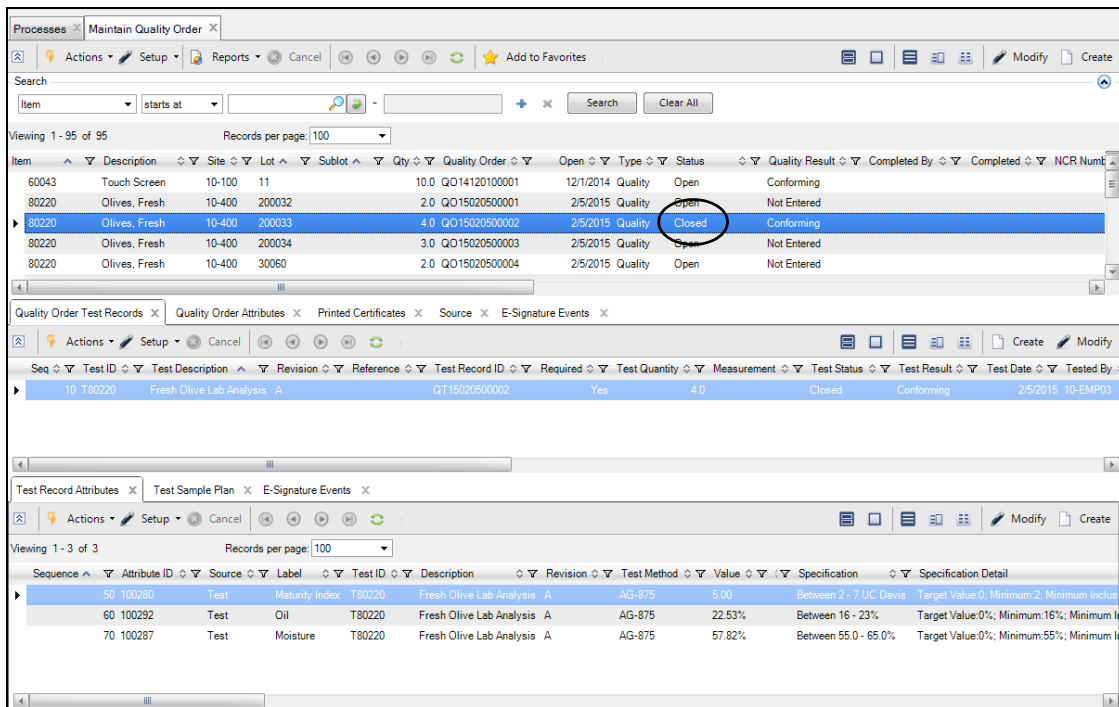 Processes Maintain Quality Order
Actions Setup Reports Cancel Add to Favorites Modify Create
Search
Item starts at - Search Clear All
Viewing 1 - 95 of 95 Records per page: 100
Item Description Site Lot Sublot Qty Quality Order Open Type Status Quality Result Completed By Completed NCR Numb
60043 Touch Screen 10-100 11 10.0 QO14120100001 12/1/2014 Quality Open Conforming
80220 Olives, Fresh 10-400 200032 2.0 QO15020500001 2/5/2015 Quality Open Not Entered
80220 Olives, Fresh 10-400 200033 4.0 QO15020500002 2/5/2015 Quality Closed Conforming
80220 Olives, Fresh 10-400 200034 3.0 QO15020500003 2/5/2015 Quality Open Not Entered
80220 Olives, Fresh 10-400 30060 2.0 QO15020500004 2/5/2015 Quality Open Not Entered
Quality Order Test Records Quality Order Attributes Printed Certificates Source E-Signature Events
Actions Setup Cancel Create Modify
Seq Test ID Test Description Revision Reference Test Record ID Required Test Quantity Measurement Test Status Test Result Test Date Tested By
10 T80220 Fresh Olive Lab Analysis A QT15020500002 Yes 4.0 Closed Conforming 2/5/2015 10-EMP03
Test Record Attributes Test Sample Plan E-Signature Events
Actions Setup Cancel Modify Create
Viewing 1 - 3 of 3 Records per page: 100
Sequence Attribute ID Source Label Test ID Description Revision Test Method Value Specification Specification Detail
50 100280 Test Maturity Index T80220 Fresh Olive Lab Analysis A AG-875 5.00 Between 2 - 7 UC Davis Target Value:0; Minimum:2; Minimum Inclus
60 100292 Test Oil T80220 Fresh Olive Lab Analysis A AG-875 22.53% Between 16 - 23% Target Value:0%; Minimum:16%; Minimum I
70 100287 Test Moisture T80220 Fresh Olive Lab Analysis A AG-875 57.82% Between 55.0 - 65.0% Target Value:0%; Minimum:55%; Minimum I